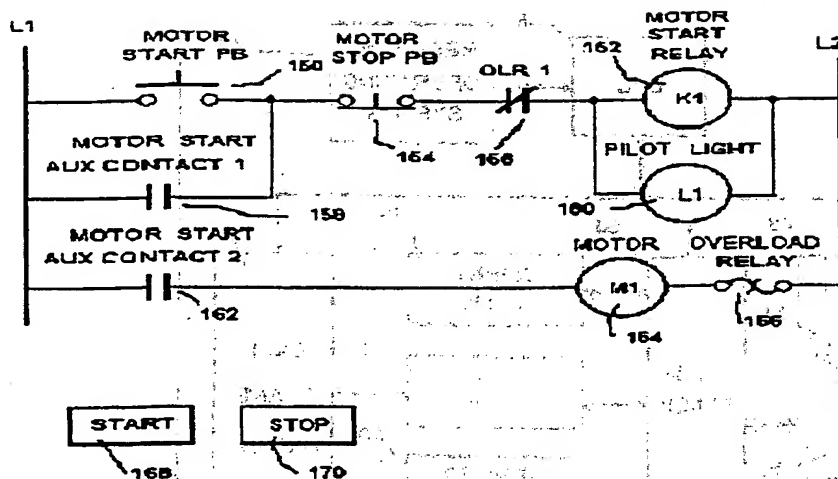 L1
MOTOR
START PB
150
MOTOR
STOP PB
154
OLR 1
156
MOTOR
START
RELAY
152
K1
L2
MOTOR START
AUX CONTACT 1
158
PILOT LIGHT
160
L1
MOTOR START
AUX CONTACT 2
162
MOTOR
M1
164
OVERLOAD
RELAY
166
START
168
STOP
170